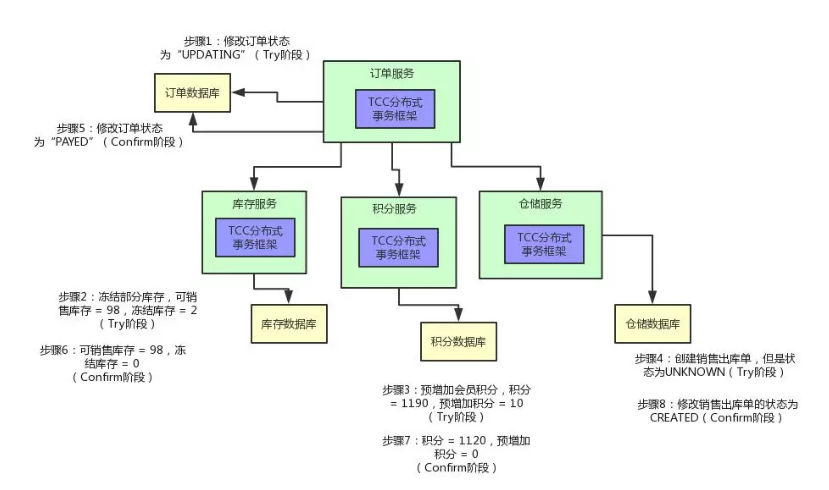 步骤1：修改订单状态
为“UPDATING”（Try阶段）
订单服务
TCC分布式
事务框架
订单数据库
步骤5：修改订单状态
为“PAYED”（Confirm阶段）
库存服务
TCC分布式
事务框架
积分服务
TCC分布式
事务框架
仓储服务
TCC分布式
事务框架
步骤2：冻结部分库存，可销
售库存 = 98，冻结库存 = 2
（Try阶段）
库存数据库
步骤6：可销售库存 = 98，冻
结库存 = 0
（Confirm阶段）
积分数据库
步骤3：预增加会员积分，积分
= 1190，预增加积分 = 10
（Try阶段）
步骤7：积分 = 1120，预增加
积分 = 0
（Confirm阶段）
仓储数据库
步骤4：创建销售出库单，但是状
态为UNKNOWN（Try阶段）
步骤8：修改销售出库单的状态为
CREATED（Confirm阶段）